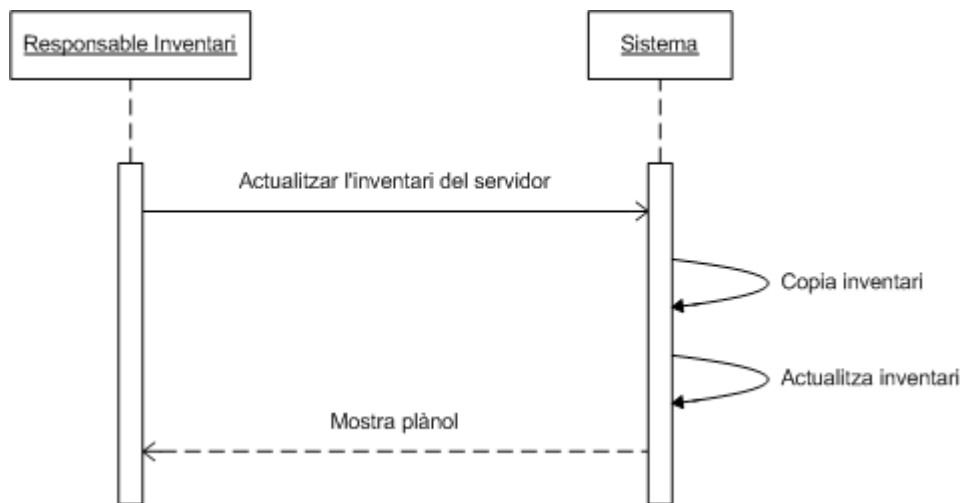 Responsable Inventari
Sistema
Actualitzar l'inventari del servidor
Copia inventari
Actualitza inventari
Mostra plànol